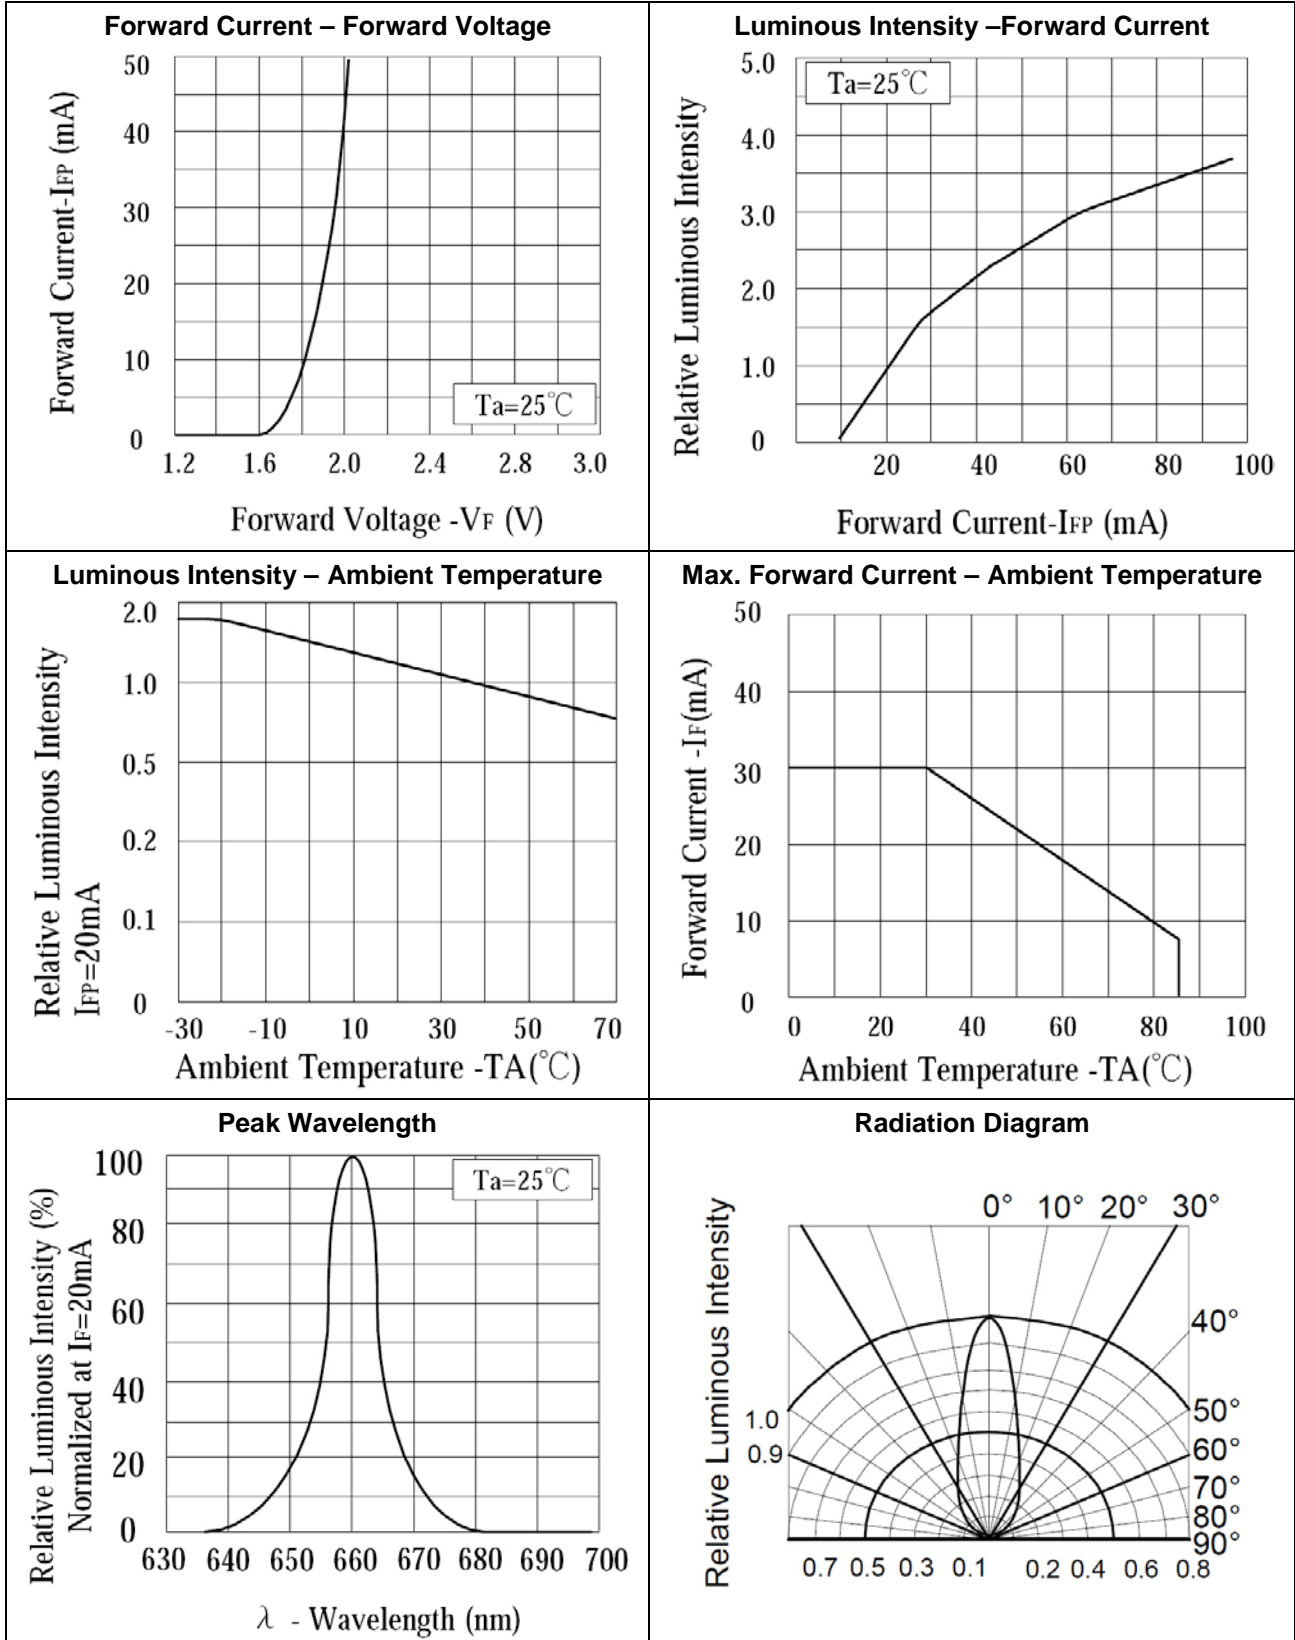 Forward Current – Forward Voltage
50
40
30
20
10
0
Forward Current-IFP (mA)
Ta=25℃
1.2 1.6 2.0 2.4 2.8 3.0
Forward Voltage -VF (V)
Luminous Intensity –Forward Current
5.0
4.0
3.0
2.0
1.0
0
Relative Luminous Intensity
Ta=25℃
20 40 60 80 100
Forward Current-IFP (mA)
Luminous Intensity – Ambient Temperature
2.0
1.0
0.5
0.2
0.1
0
Relative Luminous Intensity
IFP=20mA
-30 -10 10 30 50 70
Ambient Temperature -TA(℃)
Max. Forward Current – Ambient Temperature
50
40
30
20
10
0
Forward Current -IF(mA)
0 20 40 60 80 100
Ambient Temperature -TA(℃)
Peak Wavelength
100
80
60
40
20
0
Relative Luminous Intensity (%)
Normalized at IF=20mA
Ta=25℃
630 640 650 660 670 680 690 700
λ - Wavelength (nm)
Radiation Diagram
Relative Luminous Intensity
0° 10° 20° 30°
40°
50°
60°
70°
80°
90°
1.0
0.9
0.7 0.5 0.3 0.1 0.2 0.4 0.6 0.8